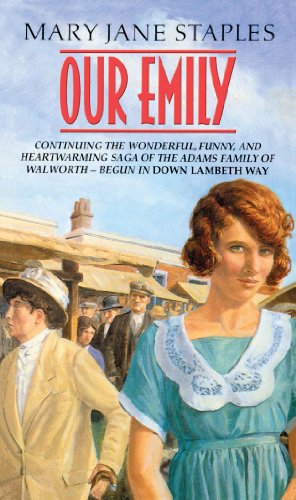 MARY JANE STAPLES
OUR EMILY
CONTINUING THE WONDERFUL, FUNNY, AND
HEARTWARMING SAGA OF THE ADAMS FAMILY OF
WALWORTH – BEGUN IN DOWN LAMBETH WAY